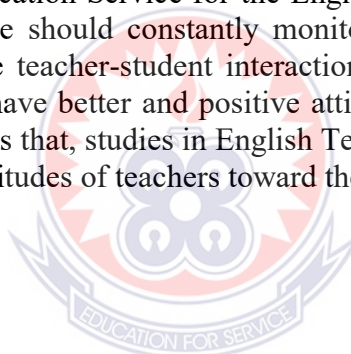 ication Service for the Engl
e should constantly monito
e teacher-student interaction
have better and positive atti
s that, studies in English Te
itudes of teachers toward the
EDUCATION FOR SERVICE